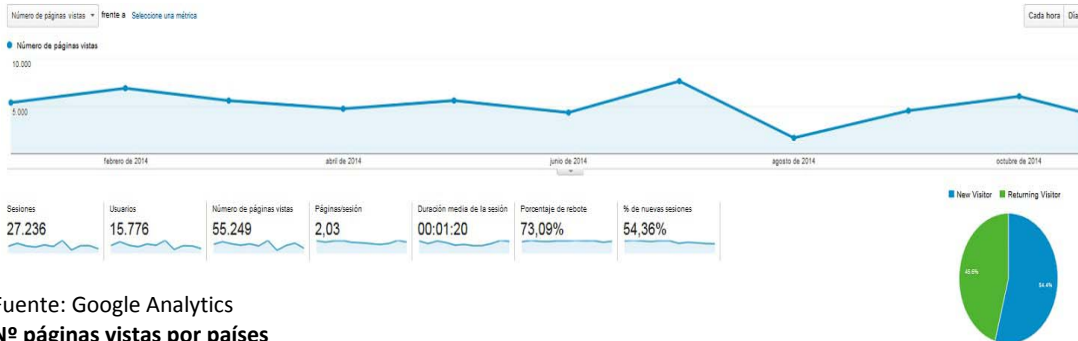 Número de páginas vistas frente a Seleccione una métrica
Cada hora Día
Número de páginas vistas
10.000
5.000
febrero de 2014 abril de 2014 junio de 2014 agosto de 2014 octubre de 2014
New Visitor Returning Visitor
Sesiones Usuarios Número de páginas vistas Páginas/sesión Duración media de la sesión Porcentaje de rebote % de nuevas sesiones
27.236 15.776 55.249 2,03 00:01:20 73,09% 54,36%
45.6%
54.4%
Fuente: Google Analytics
Nº páginas vistas por países